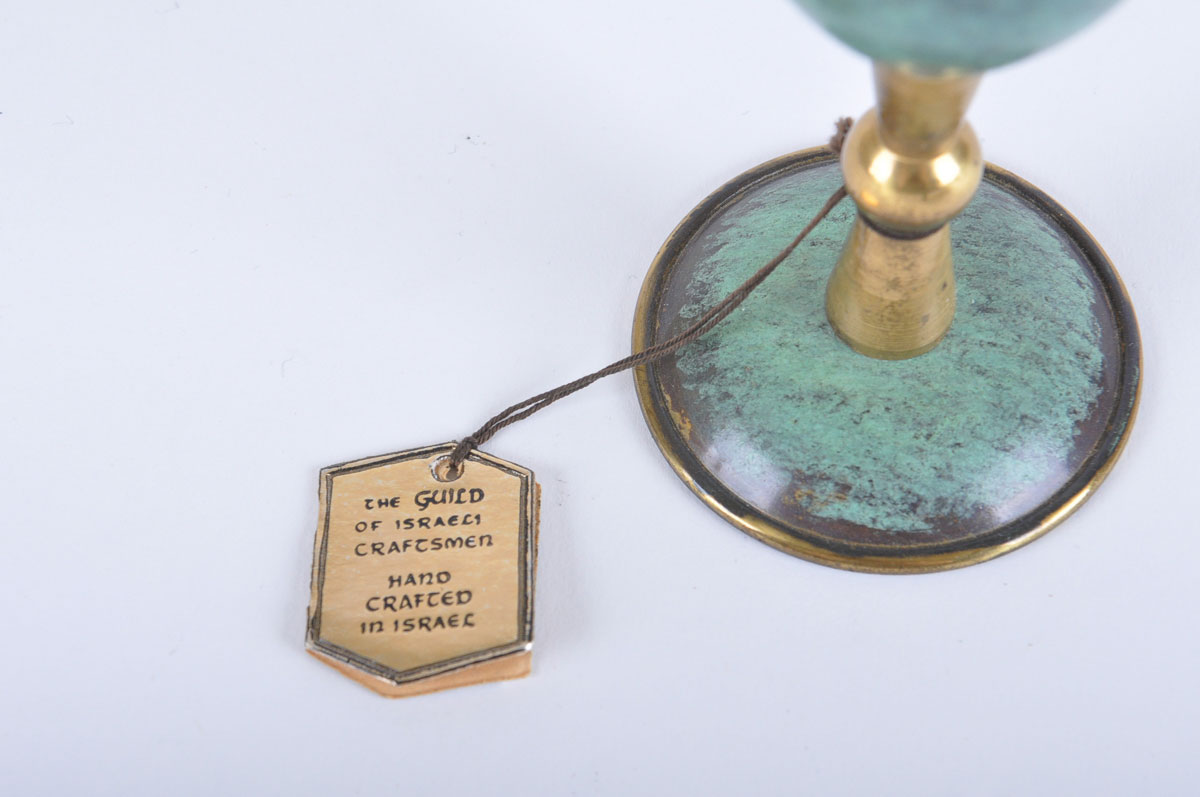 THE GUILD
OF ISRAELI
CRAFTSMEN
HAND
CRAFTED
IN ISRAEL